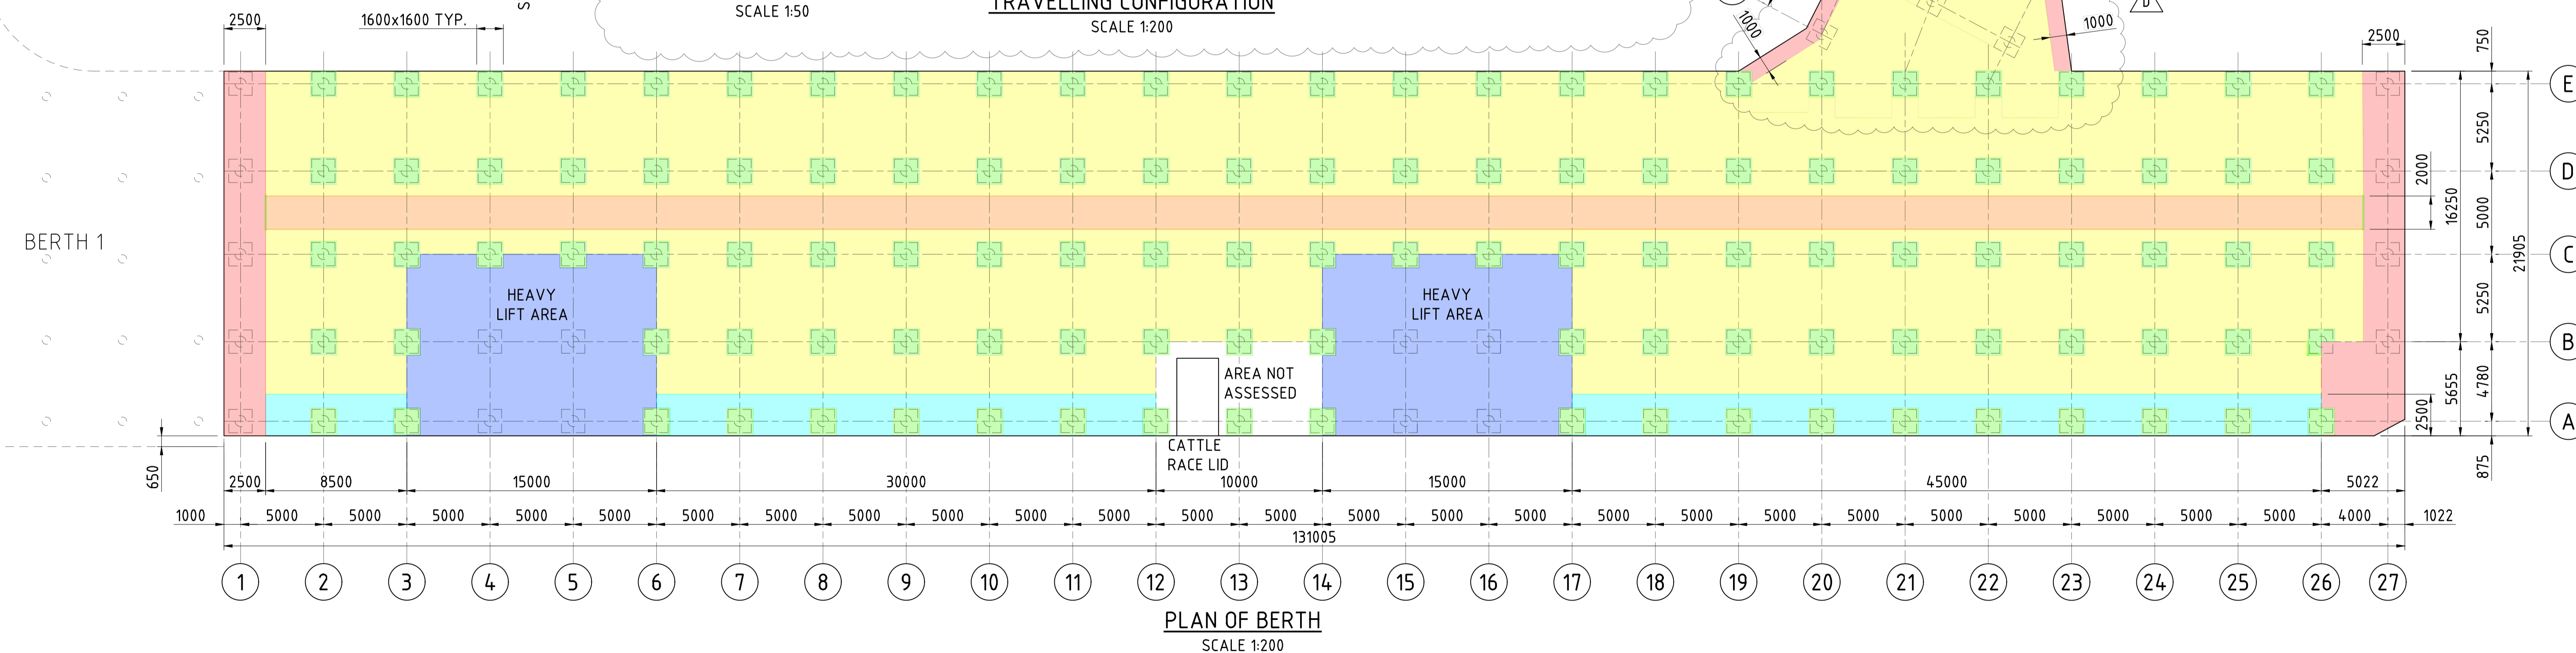 SCALE 1:50
TRAVELLING CONFIGURATION
SCALE 1:200
S
D
2500
1600x1600 TYP.
1000
1000
2500
750
E
5250
D
2000
16250
5000
21905
BERTH 1
C
HEAVY
LIFT AREA
HEAVY
LIFT AREA
5250
B
AREA NOT
ASSESSED
5655
4780
2500
A
CATTLE
RACE LID
650
875
2500
8500
15000
30000
10000
15000
45000
5022
1000 5000 5000 5000 5000 5000 5000 5000 5000 5000 5000 5000 5000 5000 5000 5000 5000 5000 5000 5000 5000 5000 5000 5000 5000 5000 4000 1022
131005
1 2 3 4 5 6 7 8 9 10 11 12 13 14 15 16 17 18 19 20 21 22 23 24 25 26 27
PLAN OF BERTH
SCALE 1:200